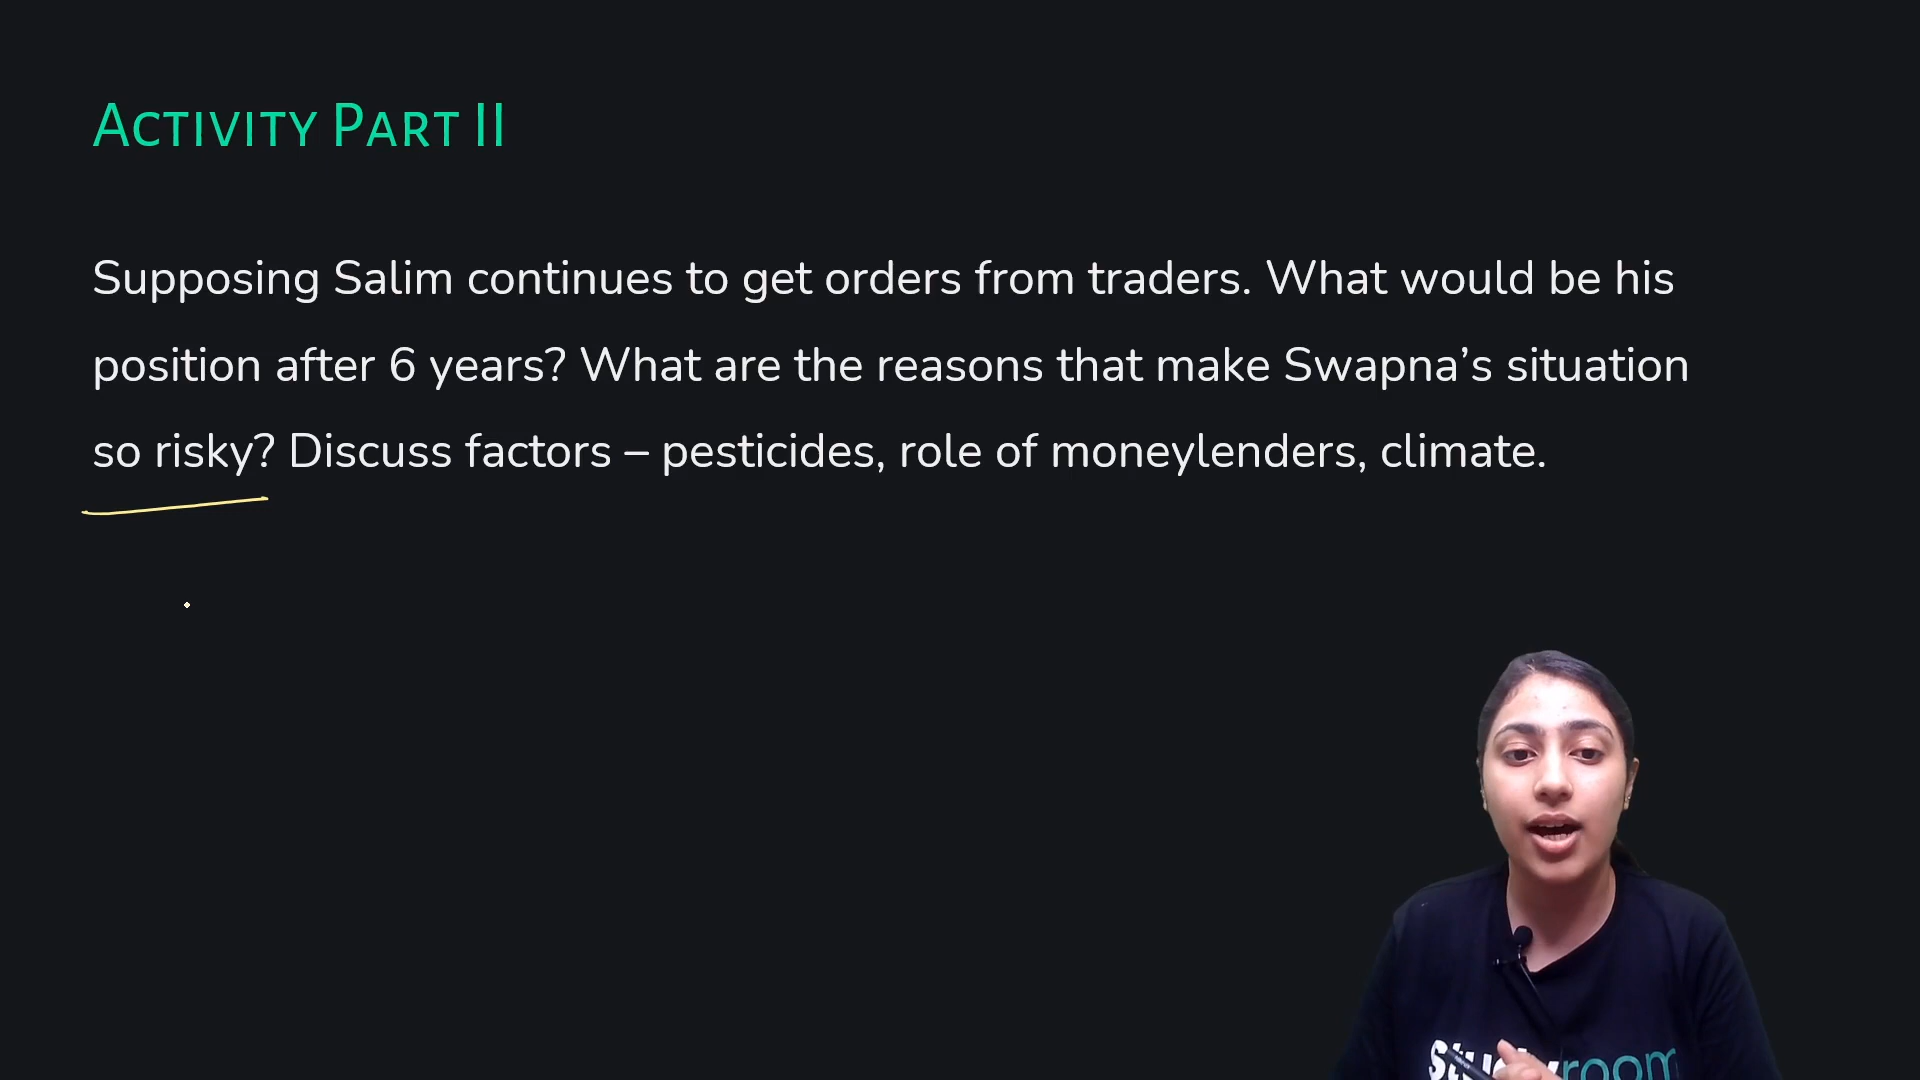 Activity Part II
Supposing Salim continues to get orders from traders. What would be his
position after 6 years? What are the reasons that make Swapna’s situation
so risky? Discuss factors – pesticides, role of moneylenders, climate.
studyroom